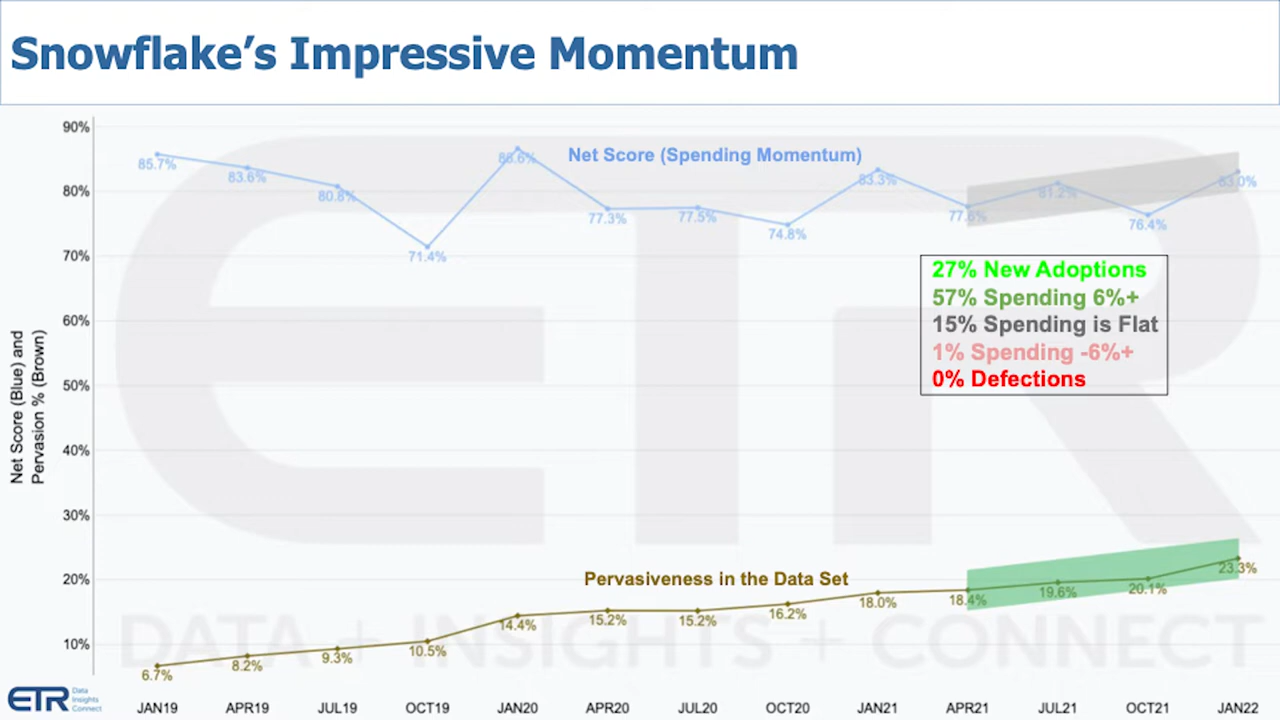 Snowflake's Impressive Momentum
90%
80%
70%
60%
50%
40%
30%
20%
10%
Net Score (Blue) and
Pervasion % (Brown)
Net Score (Spending Momentum)
85.7%
83.6%
80.8%
71.4%
86.6%
77.3%
77.5%
74.8%
83.3%
77.6%
81.2%
76.4%
83.0%
27% New Adoptions
57% Spending 6%+
15% Spending is Flat
1% Spending -6%+
0% Defections
Pervasiveness in the Data Set
6.7%
8.2%
9.3%
10.5%
14.4%
15.2%
15.2%
16.2%
18.0%
18.4%
19.6%
20.1%
23.3%
ETR
DATA + INSIGHTS + CONNECT
JAN19
APR19
JUL19
OCT19
JAN20
APR20
JUL20
OCT20
JAN21
APR21
JUL21
OCT21
JAN22
ETR
Data
Insights
Connect